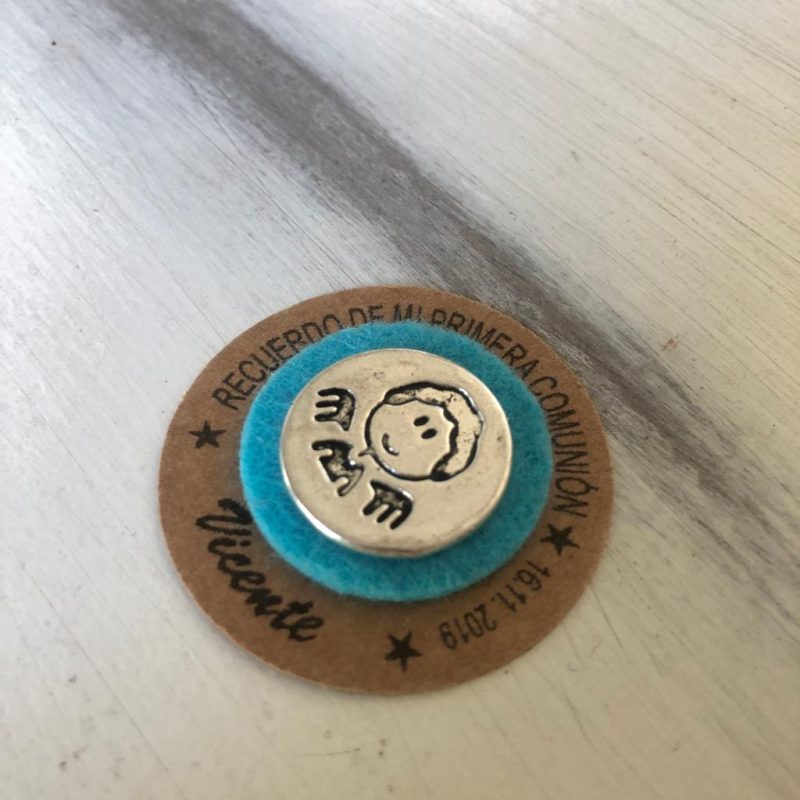 RECUERDO DE MI PRIMERA COMUNIÓN
16.11.2019
Vicente